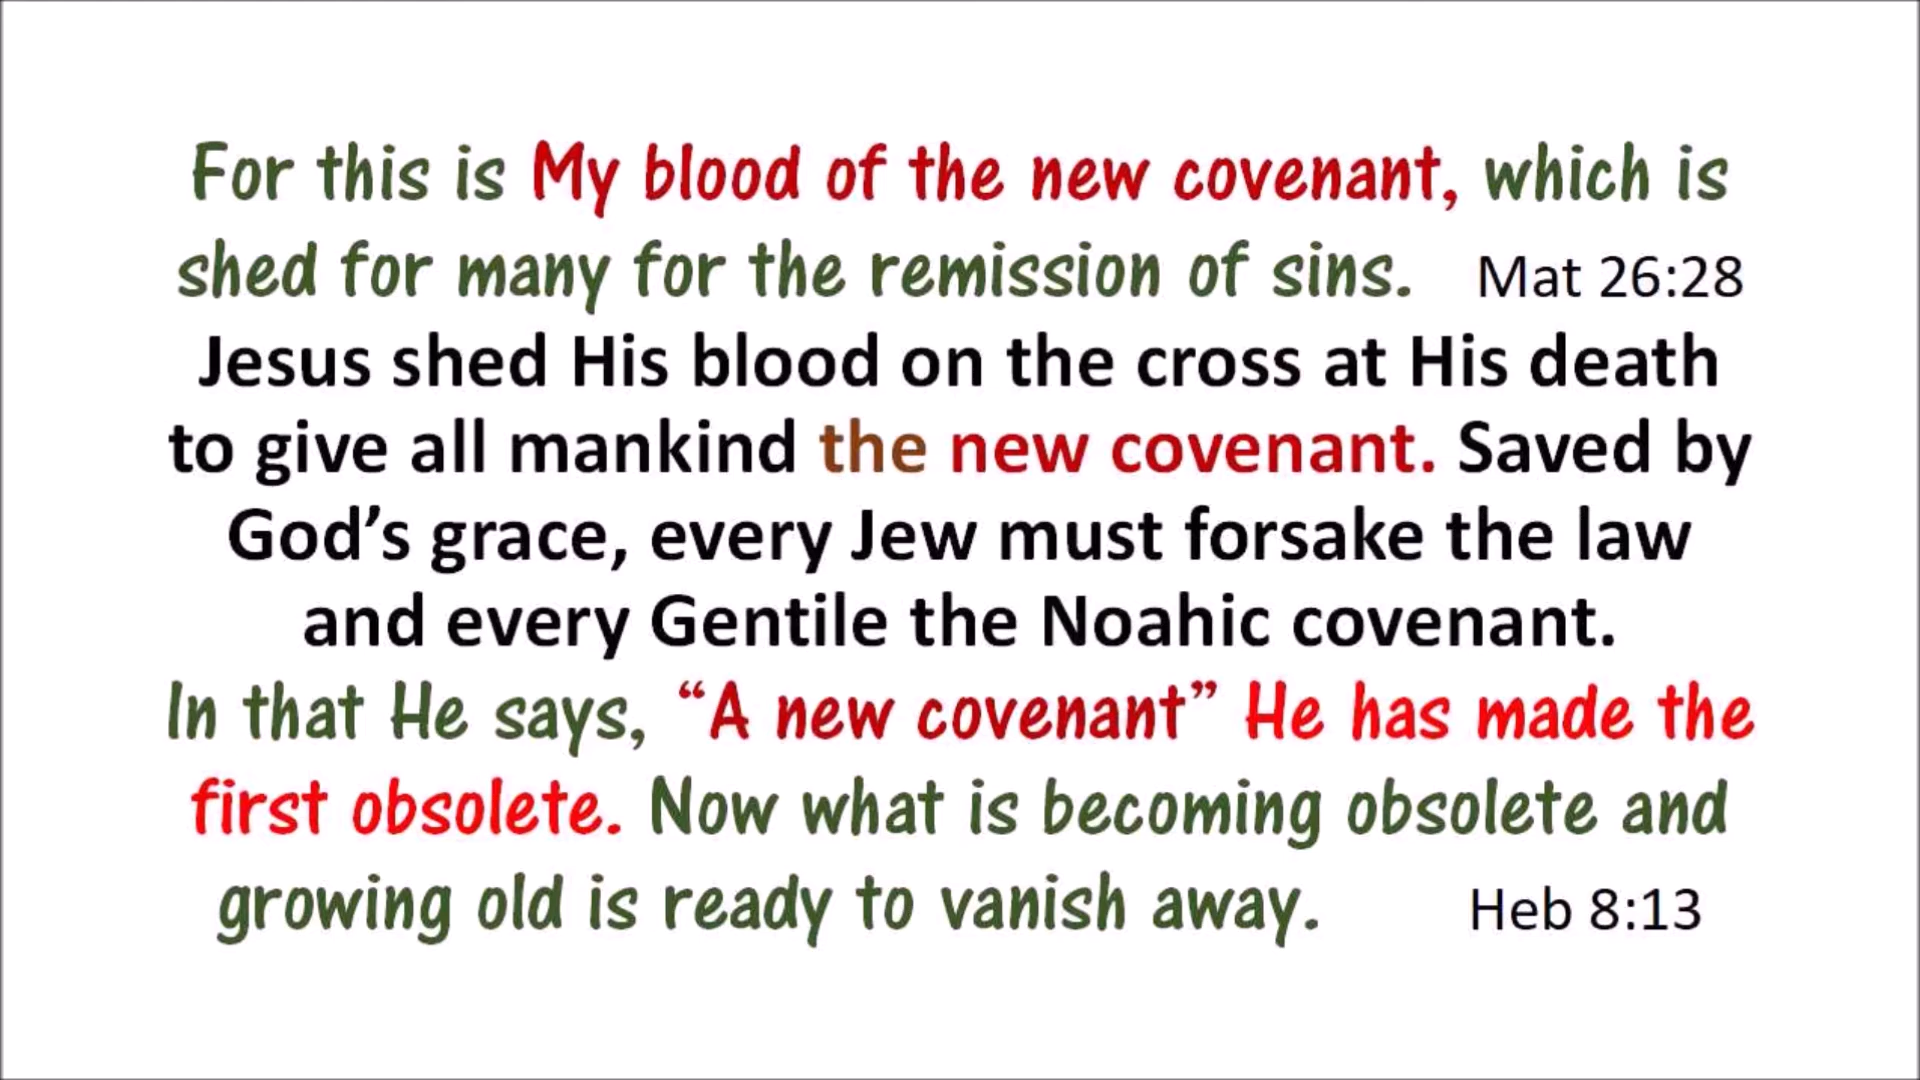 For this is My blood of the new covenant, which is
shed for many for the remission of sins. Mat 26:28
Jesus shed His blood on the cross at His death
to give all mankind the new covenant. Saved by
God’s grace, every Jew must forsake the law
and every Gentile the Noahic covenant.
In that He says, “A new covenant” He has made the
first obsolete. Now what is becoming obsolete and
growing old is ready to vanish away. Heb 8:13